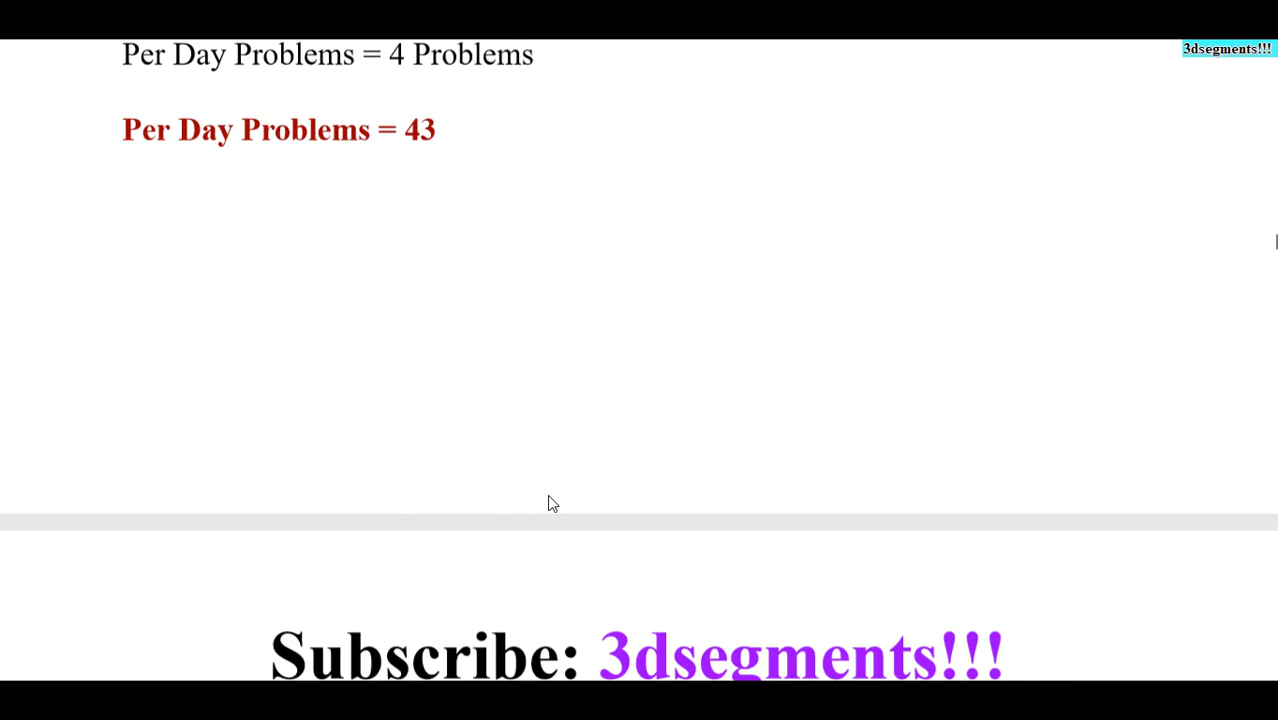 Per Day Problems = 4 Problems
3dsegments!!!
Per Day Problems = 43
Subscribe: 3dsegments!!!